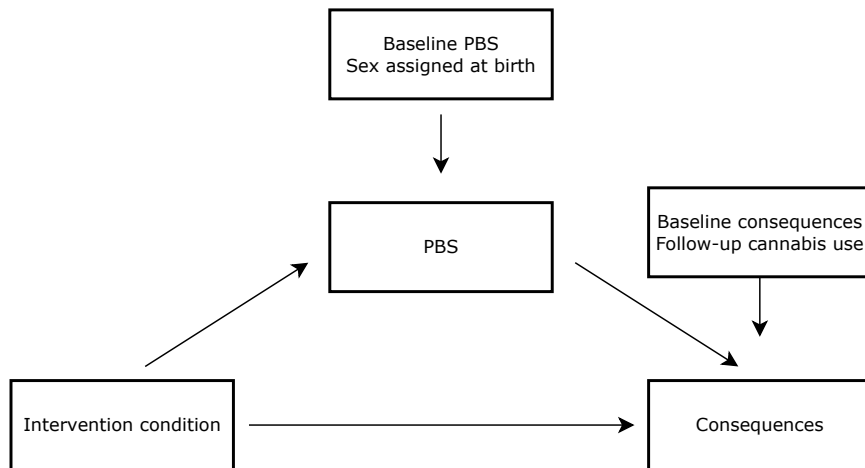 Baseline PBS
Sex assigned at birth
PBS
Baseline consequences
Follow-up cannabis use
Intervention condition
Consequences